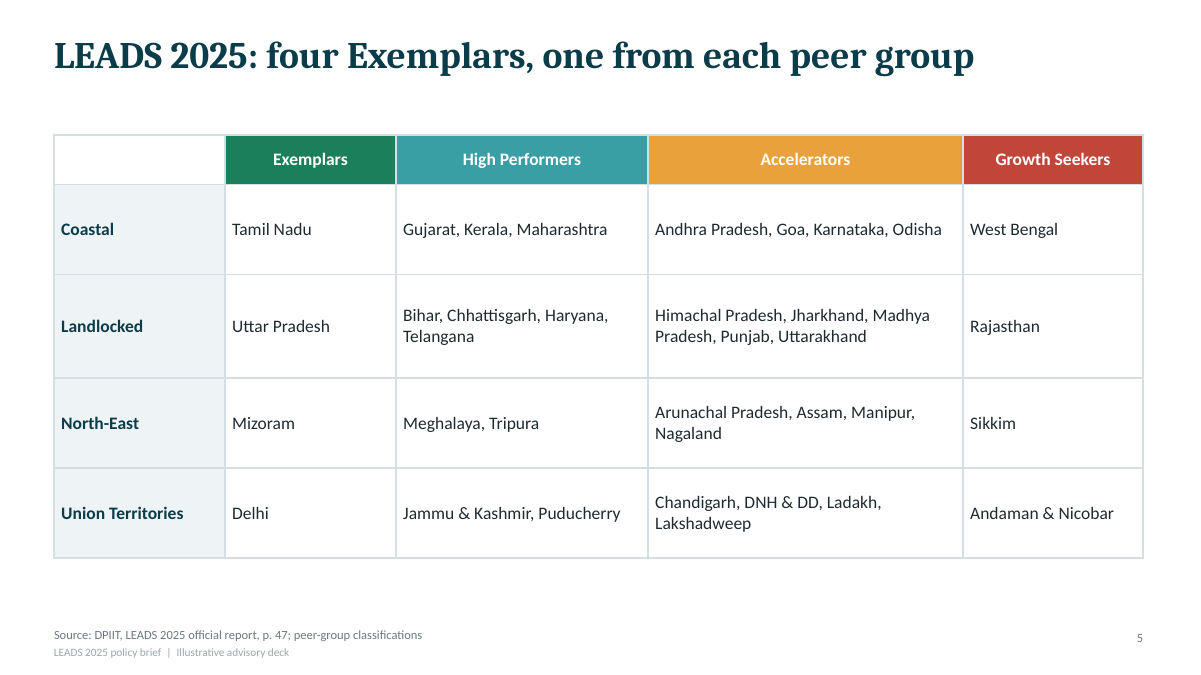 LEADS 2025: four Exemplars, one from each peer group
Exemplars
High Performers
Accelerators
Growth Seekers
Coastal
Tamil Nadu
Gujarat, Kerala, Maharashtra
Andhra Pradesh, Goa, Karnataka, Odisha
West Bengal
Landlocked
Uttar Pradesh
Bihar, Chhattisgarh, Haryana,
Telangana
Himachal Pradesh, Jharkhand, Madhya
Pradesh, Punjab, Uttarakhand
Rajasthan
North-East
Mizoram
Meghalaya, Tripura
Arunachal Pradesh, Assam, Manipur,
Nagaland
Sikkim
Union Territories
Delhi
Jammu & Kashmir, Puducherry
Chandigarh, DNH & DD, Ladakh,
Lakshadweep
Andaman & Nicobar
Source: DPIIT, LEADS 2025 official report, p. 47; peer-group classifications
LEADS 2025 policy brief | Illustrative advisory deck
5